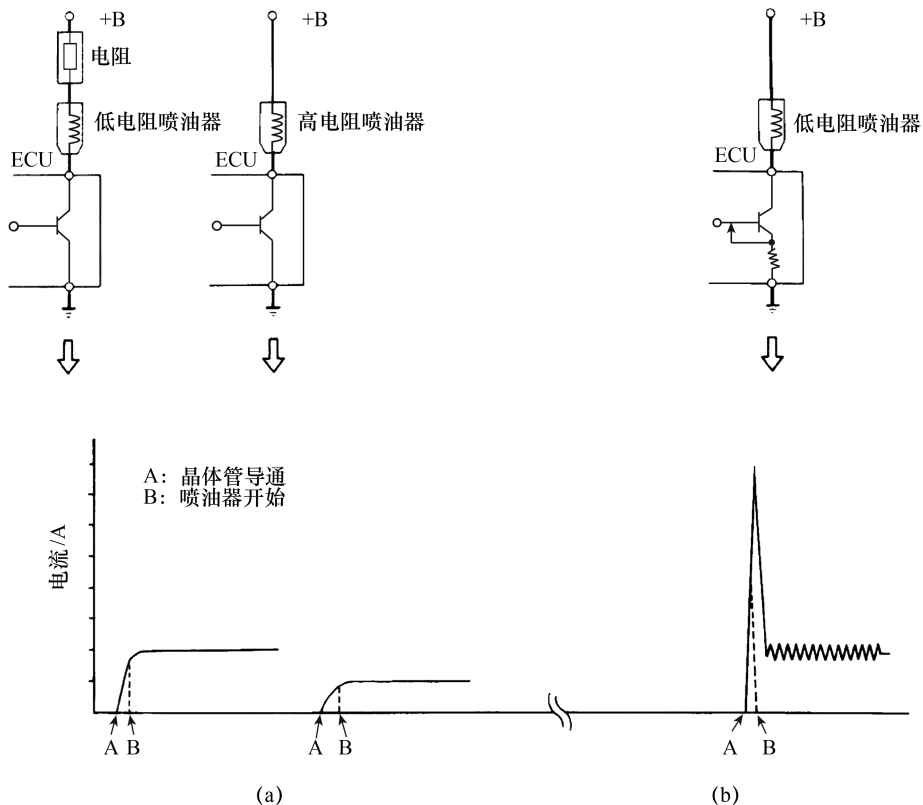 +B
电阻
低电阻喷油器
ECU
+B
高电阻喷油器
ECU
+B
低电阻喷油器
ECU
A：晶体管导通
B：喷油器开始
电流/A
A B
A B
A B
(a)
(b)